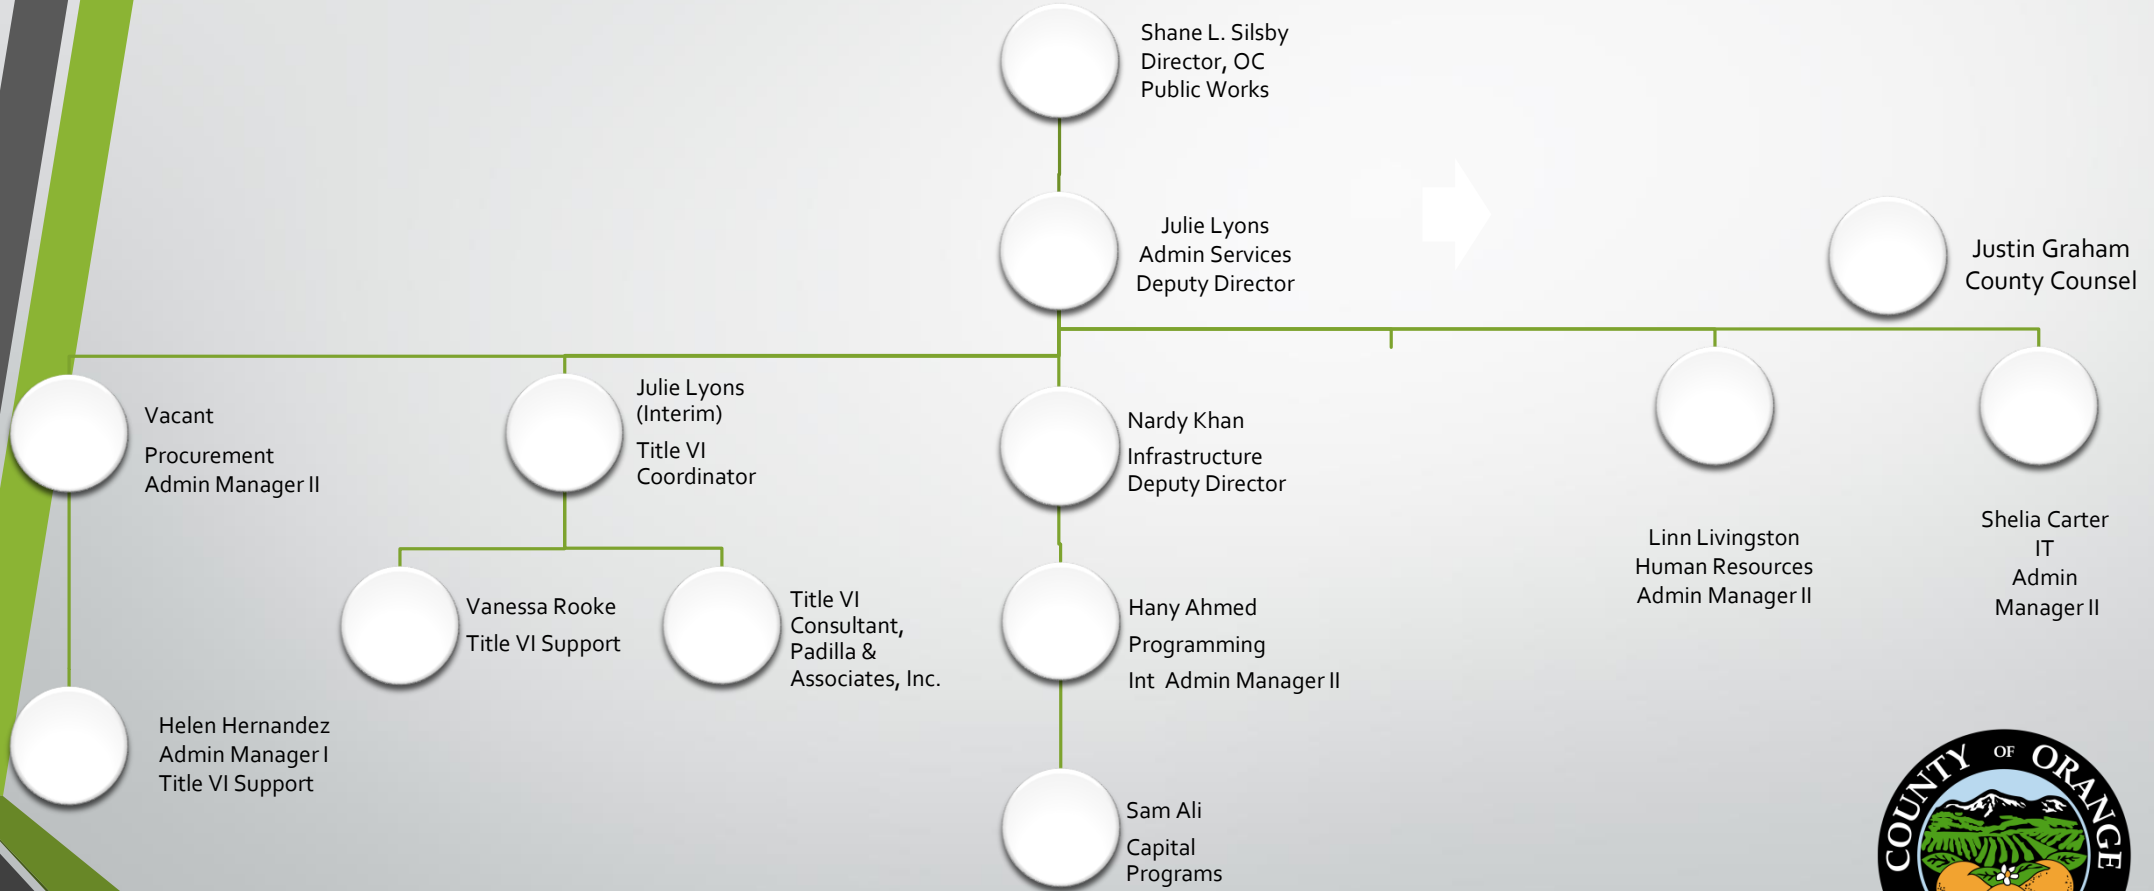 Shane L. Silsby
Director, OC
Public Works
Julie Lyons
Admin Services
Deputy Director
Justin Graham
County Counsel
Vacant
Procurement
Admin Manager II
Julie Lyons
(Interim)
Title VI
Coordinator
Nardy Khan
Infrastructure
Deputy Director
Linn Livingston
Human Resources
Admin Manager II
Shelia Carter
IT
Admin
Manager II
Vanessa Rooke
Title VI Support
Title VI
Consultant,
Padilla &
Associates, Inc.
Hany Ahmed
Programming
Int Admin Manager II
Helen Hernandez
Admin Manager I
Title VI Support
Sam Ali
Capital
Programs
COUNTY OF ORANGE